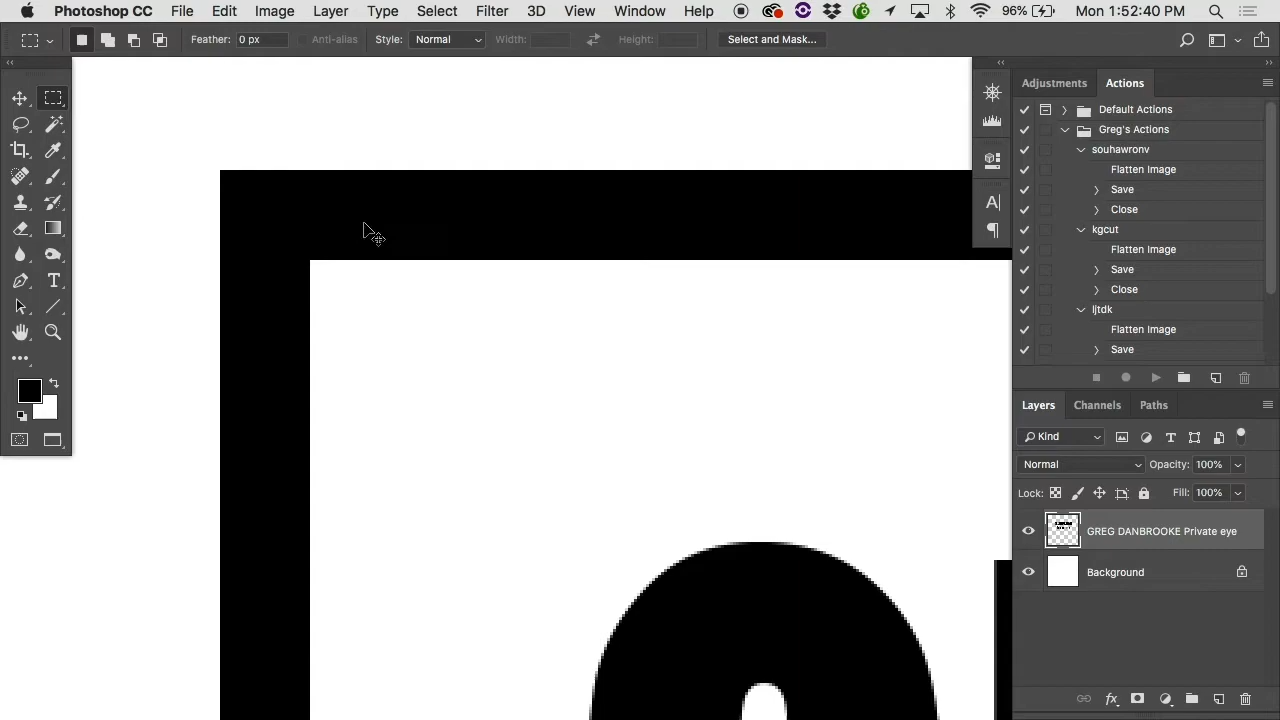 Photoshop CC File Edit Image Layer Type Select Filter 3D View Window Help 96% Mon 1:52:40 PM
Feather: 0 px Anti-alias Style: Normal Width: Height: Select and Mask...
Adjustments Actions
Default Actions
Greg's Actions
souhawronv
Flatten Image
Save
Close
kgcut
Flatten Image
Save
Close
ljtdk
Flatten Image
Save
Layers Channels Paths
Kind
Normal Opacity: 100%
Lock: Fill: 100%
GREG DANBROOKE Private eye
Background